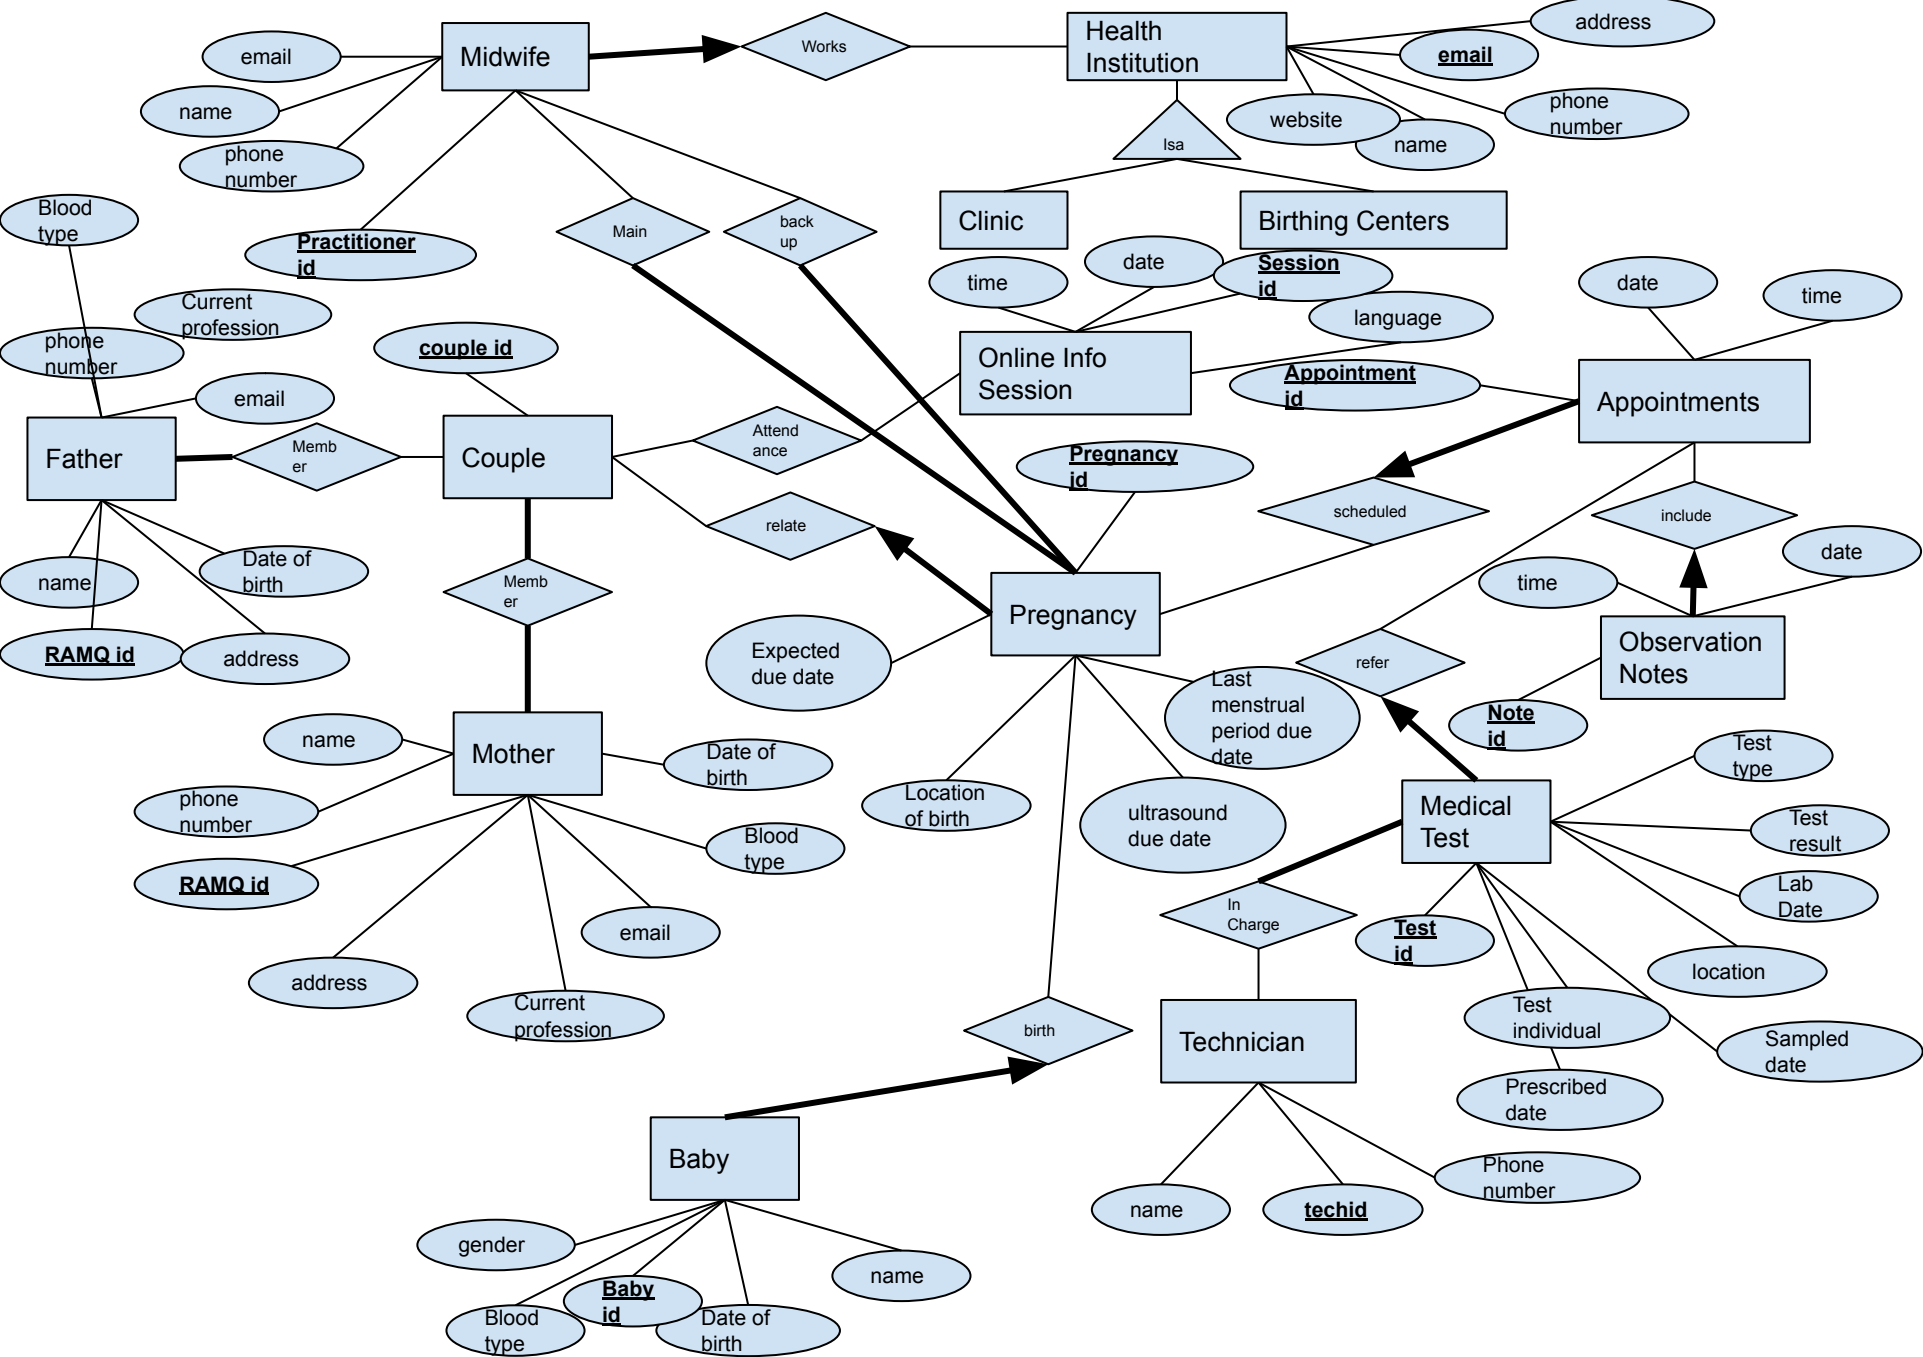 address
Health
Institution
Works
email
Midwife
email
name
phone
number
phone
number
website
name
Isa
Blood
type
Practitioner
id
Main
back
up
Clinic
Birthing Centers
time
date
Session
id
date
time
Current
profession
language
phone
number
couple id
Online Info
Session
Appointment
id
Appointments
email
Father
Memb
er
Couple
Attend
ance
Pregnancy
id
relate
scheduled
include
name
Date of
birth
Memb
er
time
date
Pregnancy
RAMQ id
address
Expected
due date
refer
Observation
Notes
Last
menstrual
period due
date
Note
id
name
Mother
Date of
birth
Test
type
phone
number
Location
of birth
ultrasound
due date
Medical
Test
Test
result
Blood
type
RAMQ id
Lab
Date
In
Charge
Test
id
email
location
address
Current
profession
birth
Technician
Test
individual
Sampled
date
Prescribed
date
Baby
Phone
number
name
techid
gender
name
Baby
id
Blood
type
Date of
birth